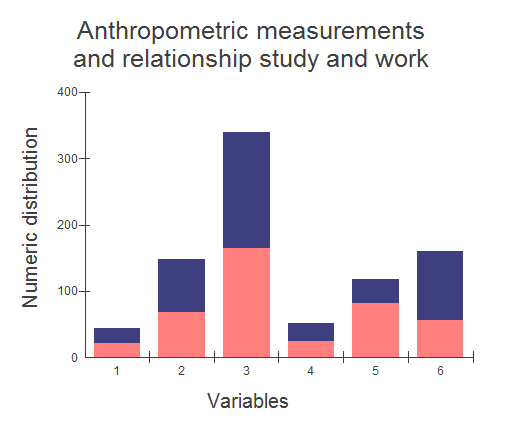 Anthropometric measurements
and relationship study and work
Numeric distribution
400
300
200
100
0
1 2 3 4 5 6
Variables